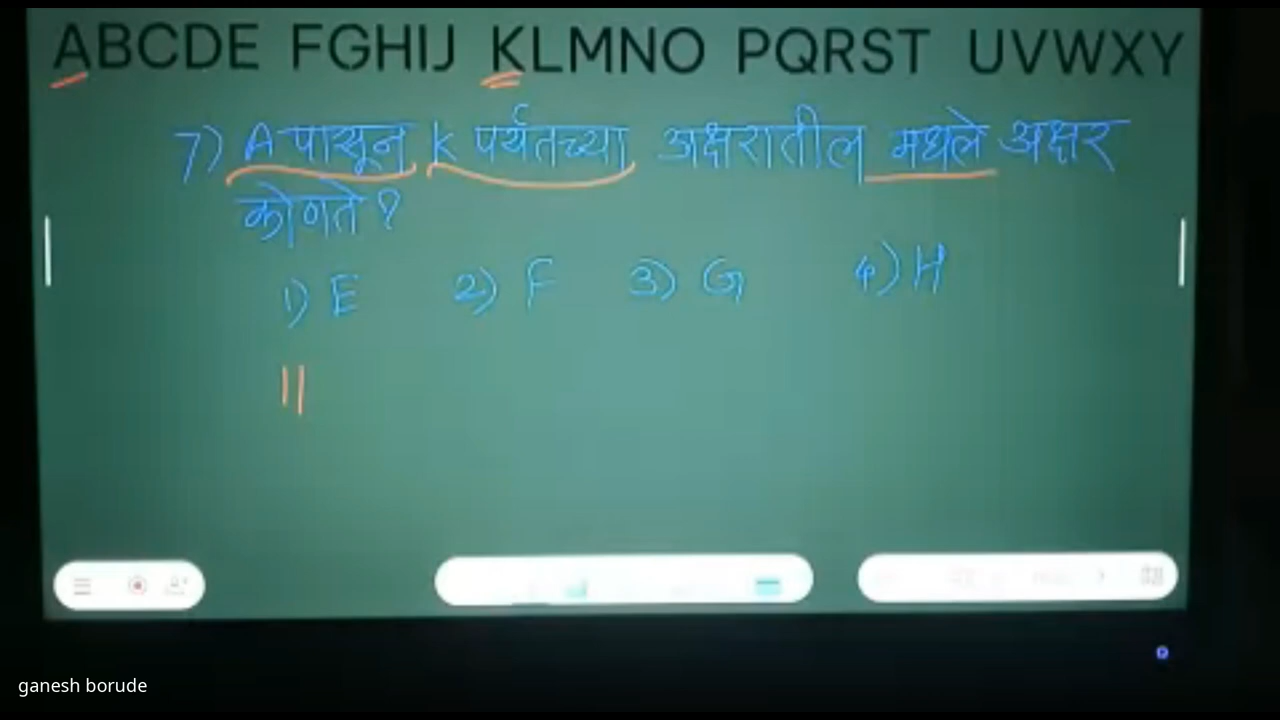 ABCDE FGHIJ KLMNO PQRST UVWXY
7) A पासून K पर्यंतच्या अक्षरातील मधले अक्षर
कोणते ?
1) E 2) F 3) G 4) H
11
ganesh borude